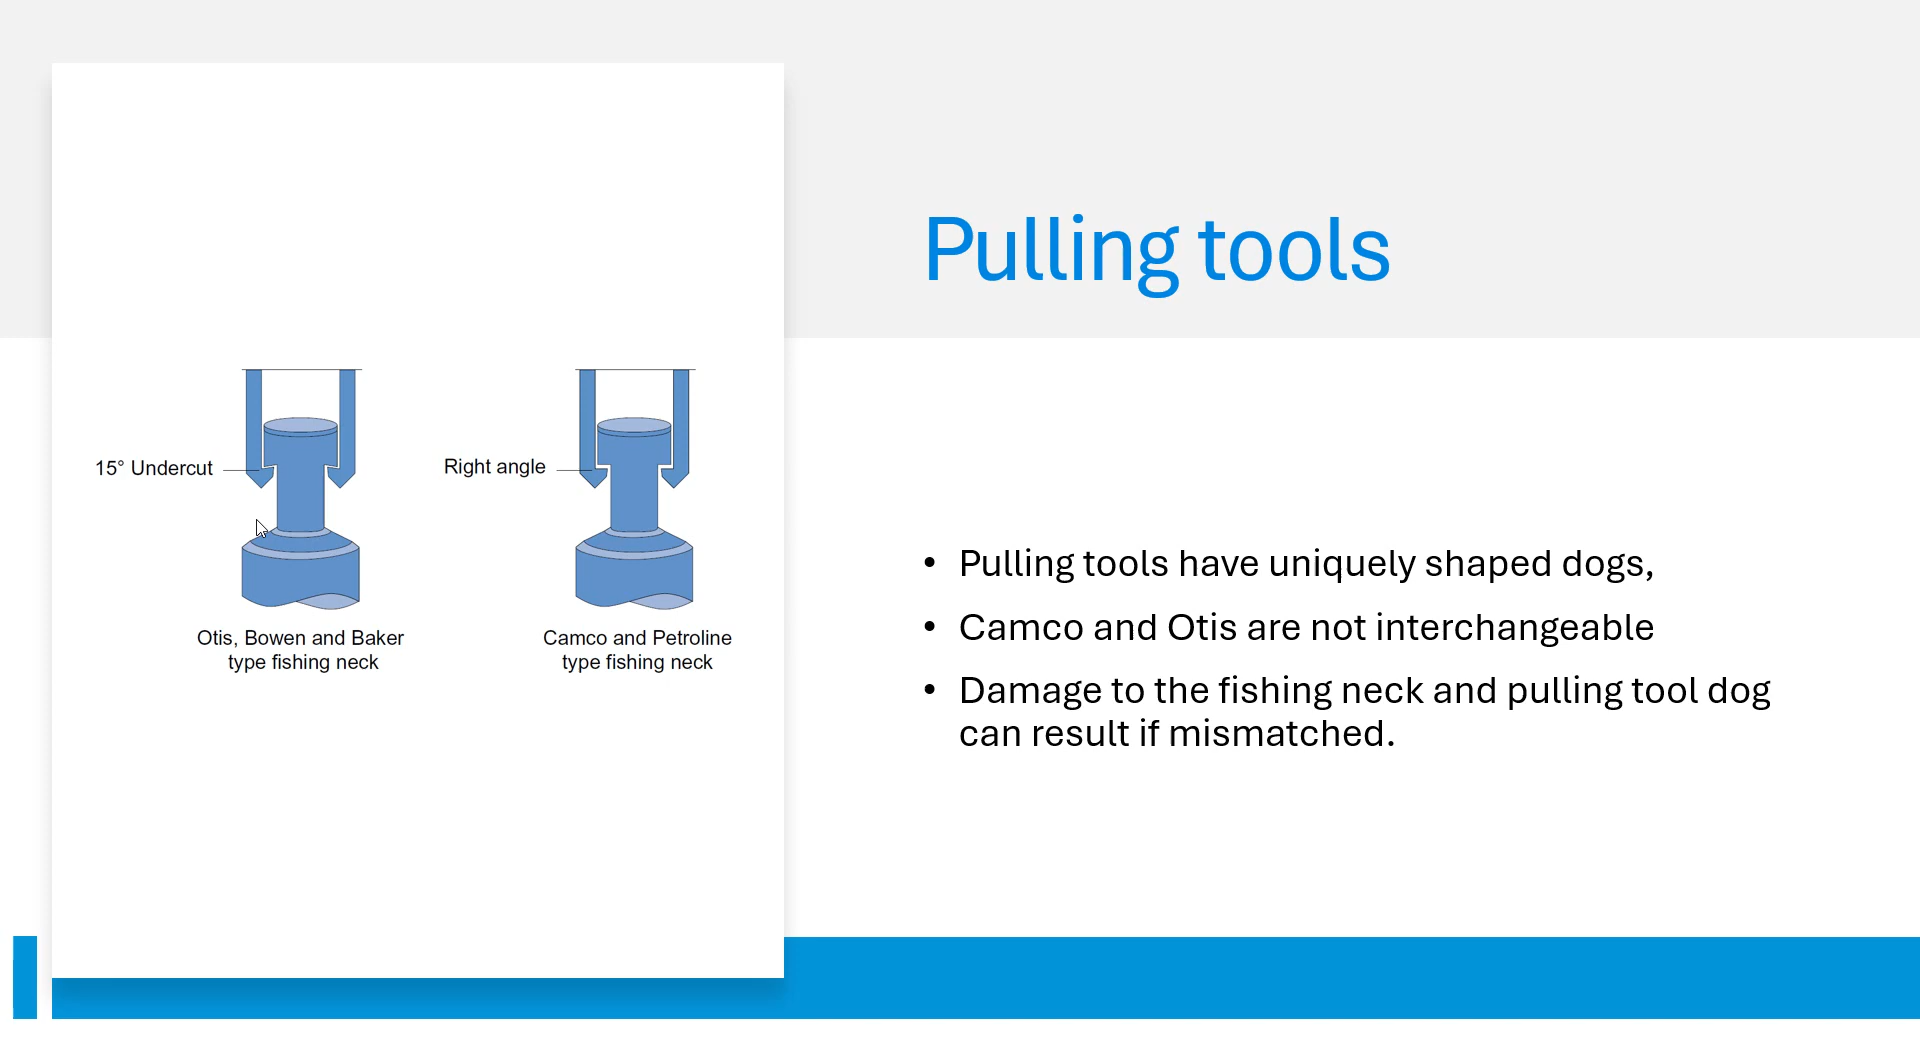 Pulling tools
15° Undercut
Right angle
Otis, Bowen and Baker
type fishing neck
Camco and Petroline
type fishing neck
• Pulling tools have uniquely shaped dogs,
• Camco and Otis are not interchangeable
• Damage to the fishing neck and pulling tool dog
can result if mismatched.